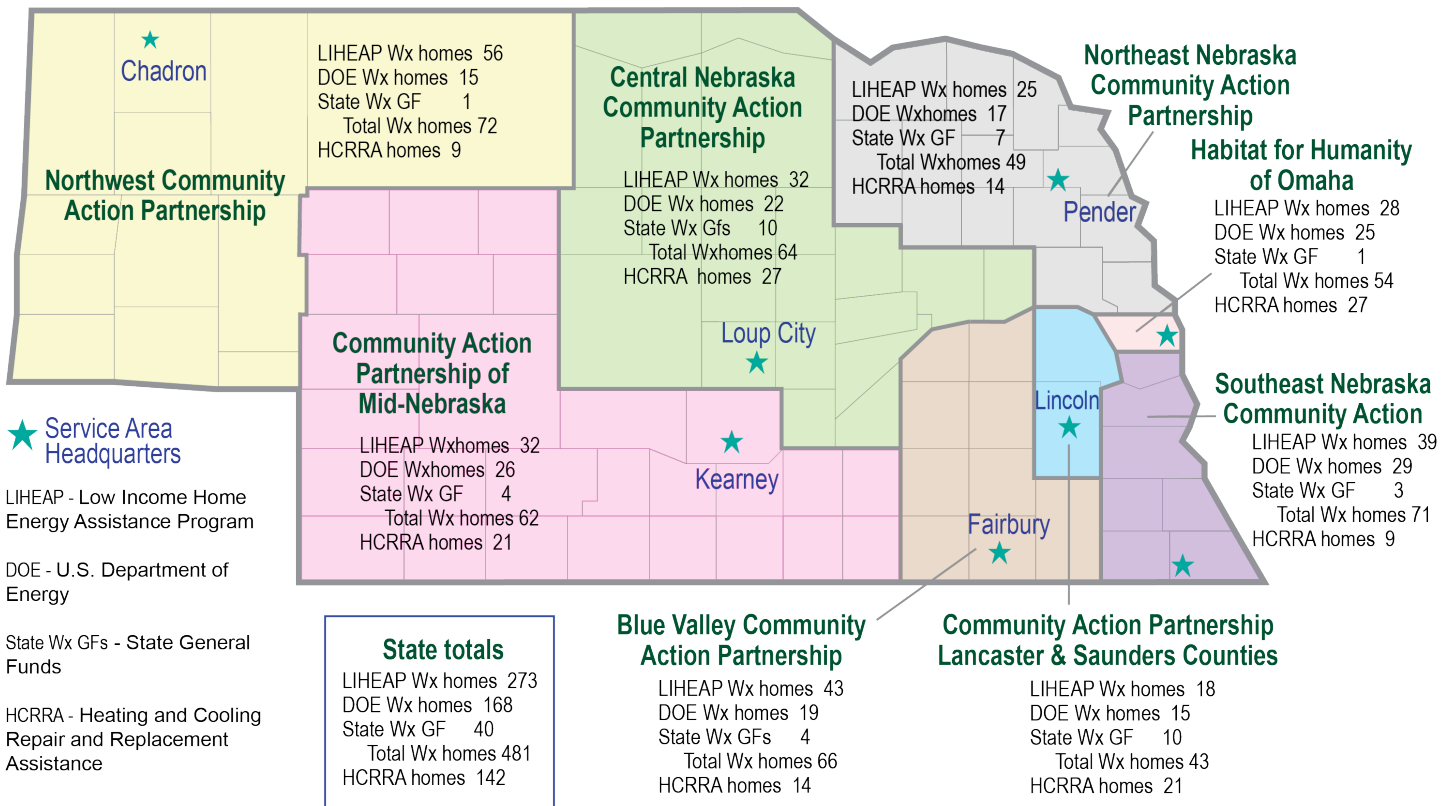 Chadron
Northwest Community
Action Partnership
LIHEAP Wx homes 56
DOE Wx homes 15
State Wx GF 1
Total Wx homes 72
HCRRA homes 9
Central Nebraska
Community Action
Partnership
LIHEAP Wx homes 32
DOE Wx homes 22
State Wx Gfs 10
Total Wxhomes 64
HCRRA homes 27
Loup City
LIHEAP Wx homes 25
DOE Wxhomes 17
State Wx GF 7
Total Wxhomes 49
HCRRA homes 14
Northeast Nebraska
Community Action
Partnership
Pender
Habitat for Humanity
of Omaha
LIHEAP Wx homes 28
DOE Wx homes 25
State Wx GF 1
Total Wx homes 54
HCRRA homes 27
Community Action
Partnership of
Mid-Nebraska
LIHEAP Wxhomes 32
DOE Wxhomes 26
State Wx GF 4
Total Wx homes 62
HCRRA homes 21
Kearney
Lincoln
Fairbury
Southeast Nebraska
Community Action
LIHEAP Wx homes 39
DOE Wx homes 29
State Wx GF 3
Total Wx homes 71
HCRRA homes 9
Service Area
Headquarters
LIHEAP - Low Income Home
Energy Assistance Program
DOE - U.S. Department of
Energy
State Wx GFs - State General
Funds
HCRRA - Heating and Cooling
Repair and Replacement
Assistance
State totals
LIHEAP Wx homes 273
DOE Wx homes 168
State Wx GF 40
Total Wx homes 481
HCRRA homes 142
Blue Valley Community
Action Partnership
LIHEAP Wx homes 43
DOE Wx homes 19
State Wx GFs 4
Total Wx homes 66
HCRRA homes 14
Community Action Partnership
Lancaster & Saunders Counties
LIHEAP Wx homes 18
DOE Wx homes 15
State Wx GF 10
Total Wx homes 43
HCRRA homes 21